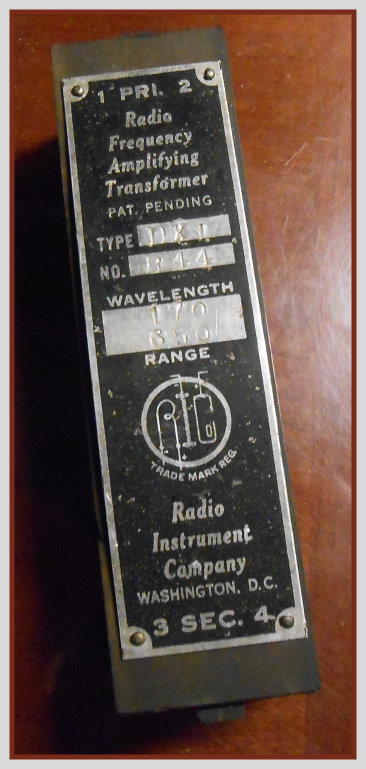 1 PRI. 2
Radio
Frequency
Amplifying
Transformer
PAT. PENDING
TYPE DX1
NO. 844
WAVELENGTH
170
RANGE
RIC
TRADE MARK REG.
Radio
Instrument
Company
WASHINGTON, D.C.
3 SEC. 4